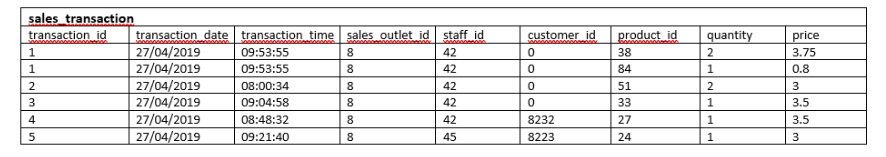 sales_transaction
transaction_id transaction_date transaction_time sales_outlet_id staff_id customer_id product_id quantity price
1 27/04/2019 09:53:55 8 42 0 38 2 3.75
1 27/04/2019 09:53:55 8 42 0 84 1 0.8
2 27/04/2019 08:00:34 8 42 0 51 2 3
3 27/04/2019 09:04:58 8 42 0 33 1 3.5
4 27/04/2019 08:48:32 8 42 8232 27 1 3.5
5 27/04/2019 09:21:40 8 45 8223 24 1 3